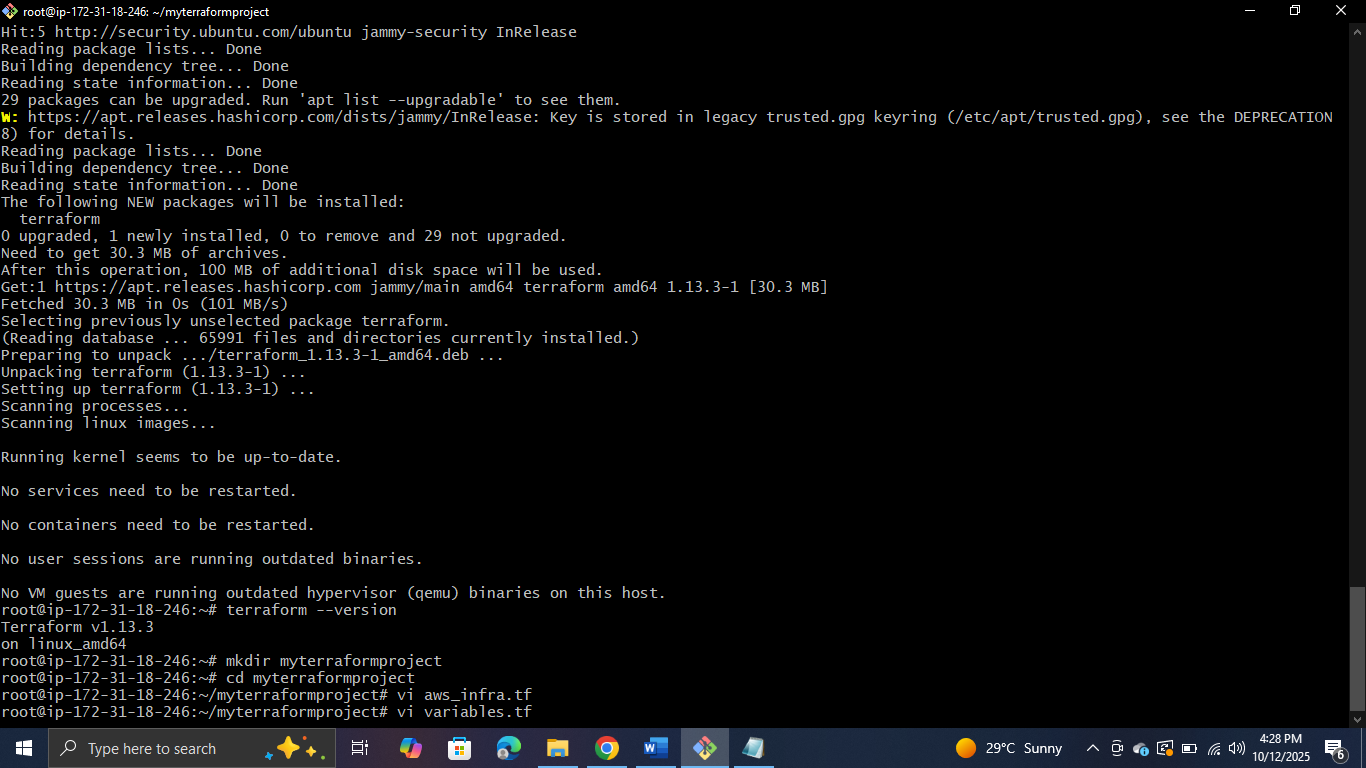 root@ip-172-31-18-246: ~/myterraformproject
Hit:5 http://security.ubuntu.com/ubuntu jammy-security InRelease
Reading package lists... Done
Building dependency tree... Done
Reading state information... Done
29 packages can be upgraded. Run 'apt list --upgradable' to see them.
W: https://apt.releases.hashicorp.com/dists/jammy/InRelease: Key is stored in legacy trusted.gpg keyring (/etc/apt/trusted.gpg), see the DEPRECATION
8) for details.
Reading package lists... Done
Building dependency tree... Done
Reading state information... Done
The following NEW packages will be installed:
  terraform
0 upgraded, 1 newly installed, 0 to remove and 29 not upgraded.
Need to get 30.3 MB of archives.
After this operation, 100 MB of additional disk space will be used.
Get:1 https://apt.releases.hashicorp.com jammy/main amd64 terraform amd64 1.13.3-1 [30.3 MB]
Fetched 30.3 MB in 0s (101 MB/s)
Selecting previously unselected package terraform.
(Reading database ... 65991 files and directories currently installed.)
Preparing to unpack .../terraform_1.13.3-1_amd64.deb ...
Unpacking terraform (1.13.3-1) ...
Setting up terraform (1.13.3-1) ...
Scanning processes...
Scanning linux images...
Running kernel seems to be up-to-date.
No services need to be restarted.
No containers need to be restarted.
No user sessions are running outdated binaries.
No VM guests are running outdated hypervisor (qemu) binaries on this host.
root@ip-172-31-18-246:~# terraform --version
Terraform v1.13.3
on linux_amd64
root@ip-172-31-18-246:~# mkdir myterraformproject
root@ip-172-31-18-246:~# cd myterraformproject
root@ip-172-31-18-246:~/myterraformproject# vi aws_infra.tf
root@ip-172-31-18-246:~/myterraformproject# vi variables.tf
Type here to search
29°C Sunny
4:28 PM
10/12/2025
6